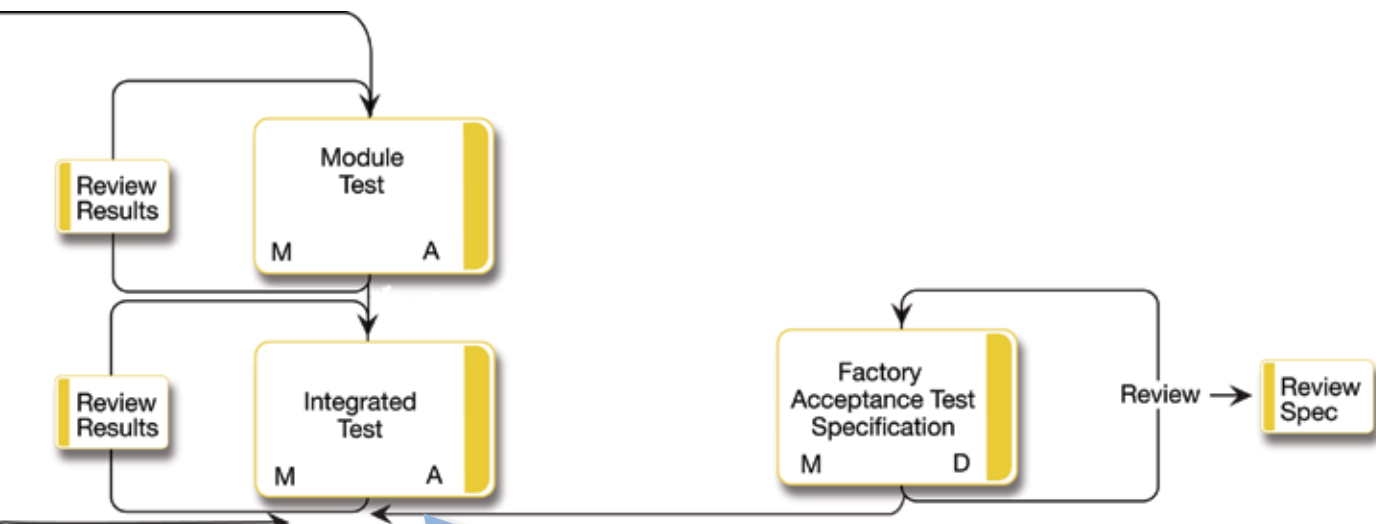 Module
Test
M A
Review
Results
Integrated
Test
M A
Review
Results
Factory
Acceptance Test
Specification
M D
Review
Review
Spec